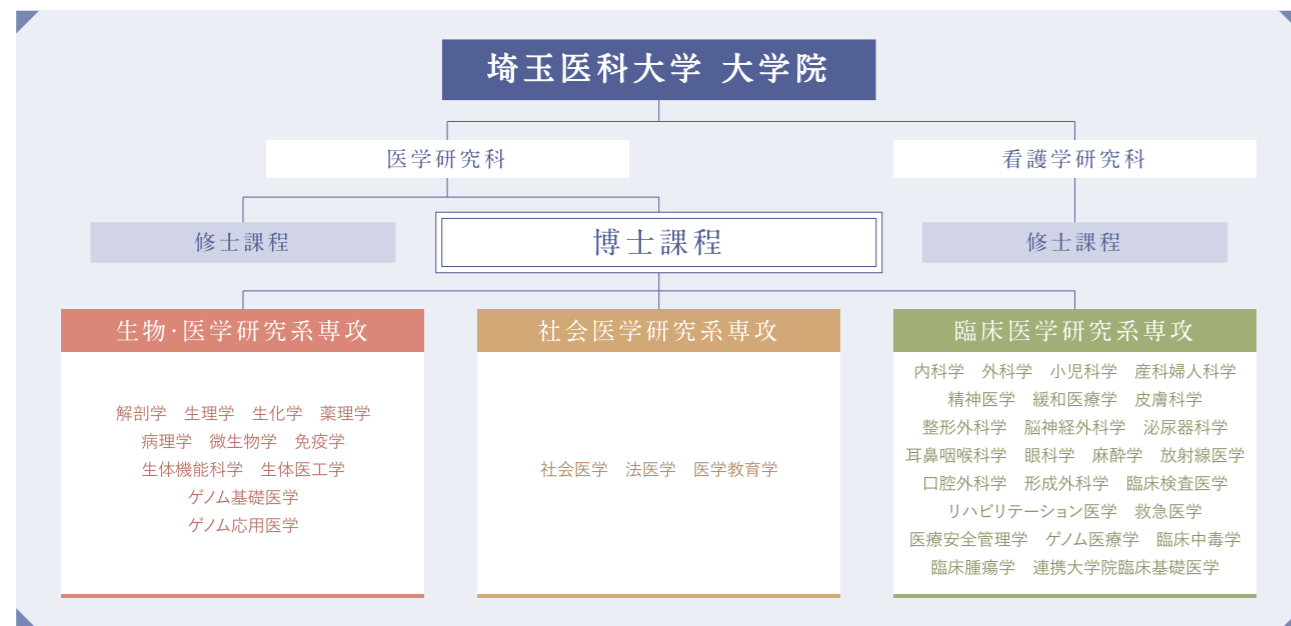 埼玉医科大学 大学院
医学研究科
看護学研究科
修士課程
博士課程
修士課程
生物·医学研究系専攻
解剖学 生理学 生化学 薬理学
病理学 微生物学 免疫学
生体機能科学 生体医工学
ゲノム基礎医学
ゲノム応用医学
社会医学研究系専攻
社会医学 法医学 医学教育学
臨床医学研究系専攻
内科学 外科学 小児科学 産科婦人科学
精神医学 緩和医療学 皮膚科学
整形外科学 脳神経外科学 泌尿器科学
耳鼻咽喉科学 眼科学 麻酔学 放射線医学
口腔外科学 形成外科学 臨床検査医学
リハビリテーション医学 救急医学
医療安全管理学 ゲノム医療学 臨床中毒学
臨床腫瘍学 連携大学院臨床基礎医学